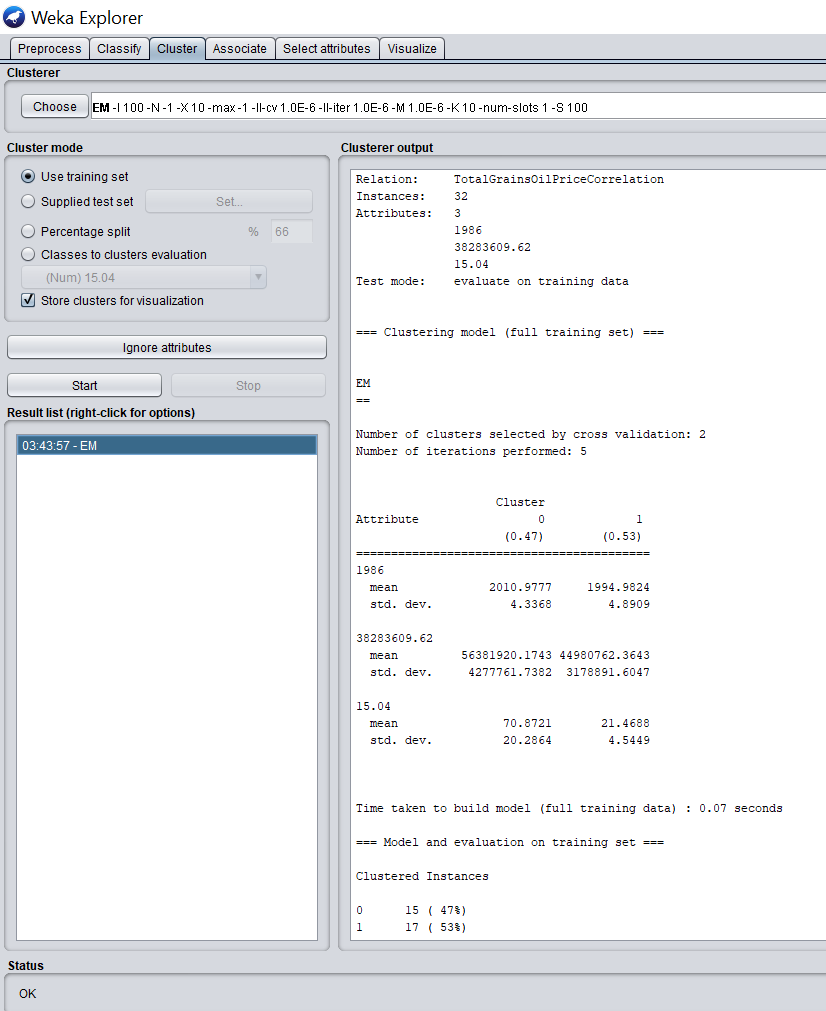 Weka Explorer
Preprocess Classify Cluster Associate Select attributes Visualize
Clusterer
Choose EM -I 100 -N -1 -X 10 -max -1 -ll-cv 1.0E-6 -ll-iter 1.0E-6 -M 1.0E-6 -K 10 -num-slots 1 -S 100
Cluster mode
Use training set
Supplied test set Set...
Percentage split % 66
Classes to clusters evaluation
(Num) 15.04
Store clusters for visualization
Ignore attributes
Start Stop
Result list (right-click for options)
03:43:57 - EM
Clusterer output
Relation: TotalGrainsOilPriceCorrelation
Instances: 32
Attributes: 3
1986
38283609.62
15.04
Test mode: evaluate on training data
=== Clustering model (full training set) ===
EM
==
Number of clusters selected by cross validation: 2
Number of iterations performed: 5
Cluster
Attribute 0 1
(0.47) (0.53)
==========================================
1986
mean 2010.9777 1994.9824
std. dev. 4.3368 4.8909
38283609.62
mean 56381920.1743 44980762.3643
std. dev. 4277761.7382 3178891.6047
15.04
mean 70.8721 21.4688
std. dev. 20.2864 4.5449
Time taken to build model (full training data) : 0.07 seconds
=== Model and evaluation on training set ===
Clustered Instances
0 15 ( 47%)
1 17 ( 53%)
Status
OK